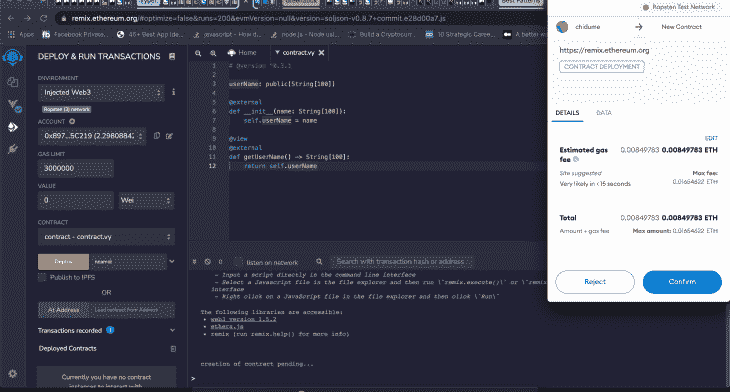 remix.ethereum.org/#optimize=false&runs=200&evmVersion=null&version=soljson-v0.8.7+commit.e28d00a7.js
Apps
Facebook Privat...
45+ Best App Idea...
javascript - How d...
node.js - Node url...
Build a Cryptocurr...
10 Strategic Caree...
A better w
DEPLOY & RUN TRANSACTIONS
ENVIRONMENT
Injected Web3
Ropsten (3) network
ACCOUNT
0x697...5C219
GAS LIMIT
3000000
VALUE
0
Wei
CONTRACT
contract - contract.vy
Deploy
Publish to IPFS
OR
At Address
Load contract from Address
Transactions recorded
1
Deployed Contracts
Currently you have no contract
instances to interact with
Home
contract.vy
1
2
3 userName: public(String[100])
4
5 @external
6 def __init__(name: String[100]):
7 self.userName = name
8
9 @view
10 @external
11 def getUserName() -> String[100]:
12 return self.userName
0
listen on network
Search with transaction hash or address
- Input a script directly in the command line interface
- Select a Javascript file in the file explorer and then run \`remix.execute()\` or
interface
- Right click on a JavaScript file in the file explorer and then click \`Run\`
The following libraries are accessible:
• web3 version 1.5.2
• ethers.js
• remix (run remix.help() for more info)
creation of contract pending...
>
Ropsten Test Network
chidume
New Contract
https://remix.ethereum.org
CONTRACT DEPLOYMENT
DETAILS
DATA
EDIT
Estimated gas
fee
0.00849783 0.00849783 ETH
Site suggested
Max fee:
Very likely in < 15 seconds
0.01654622 ETH
Total
0.00849783 0.00849783 ETH
Amount + gas fee
Max amount: 0.01654622 ETH
Reject
Confirm